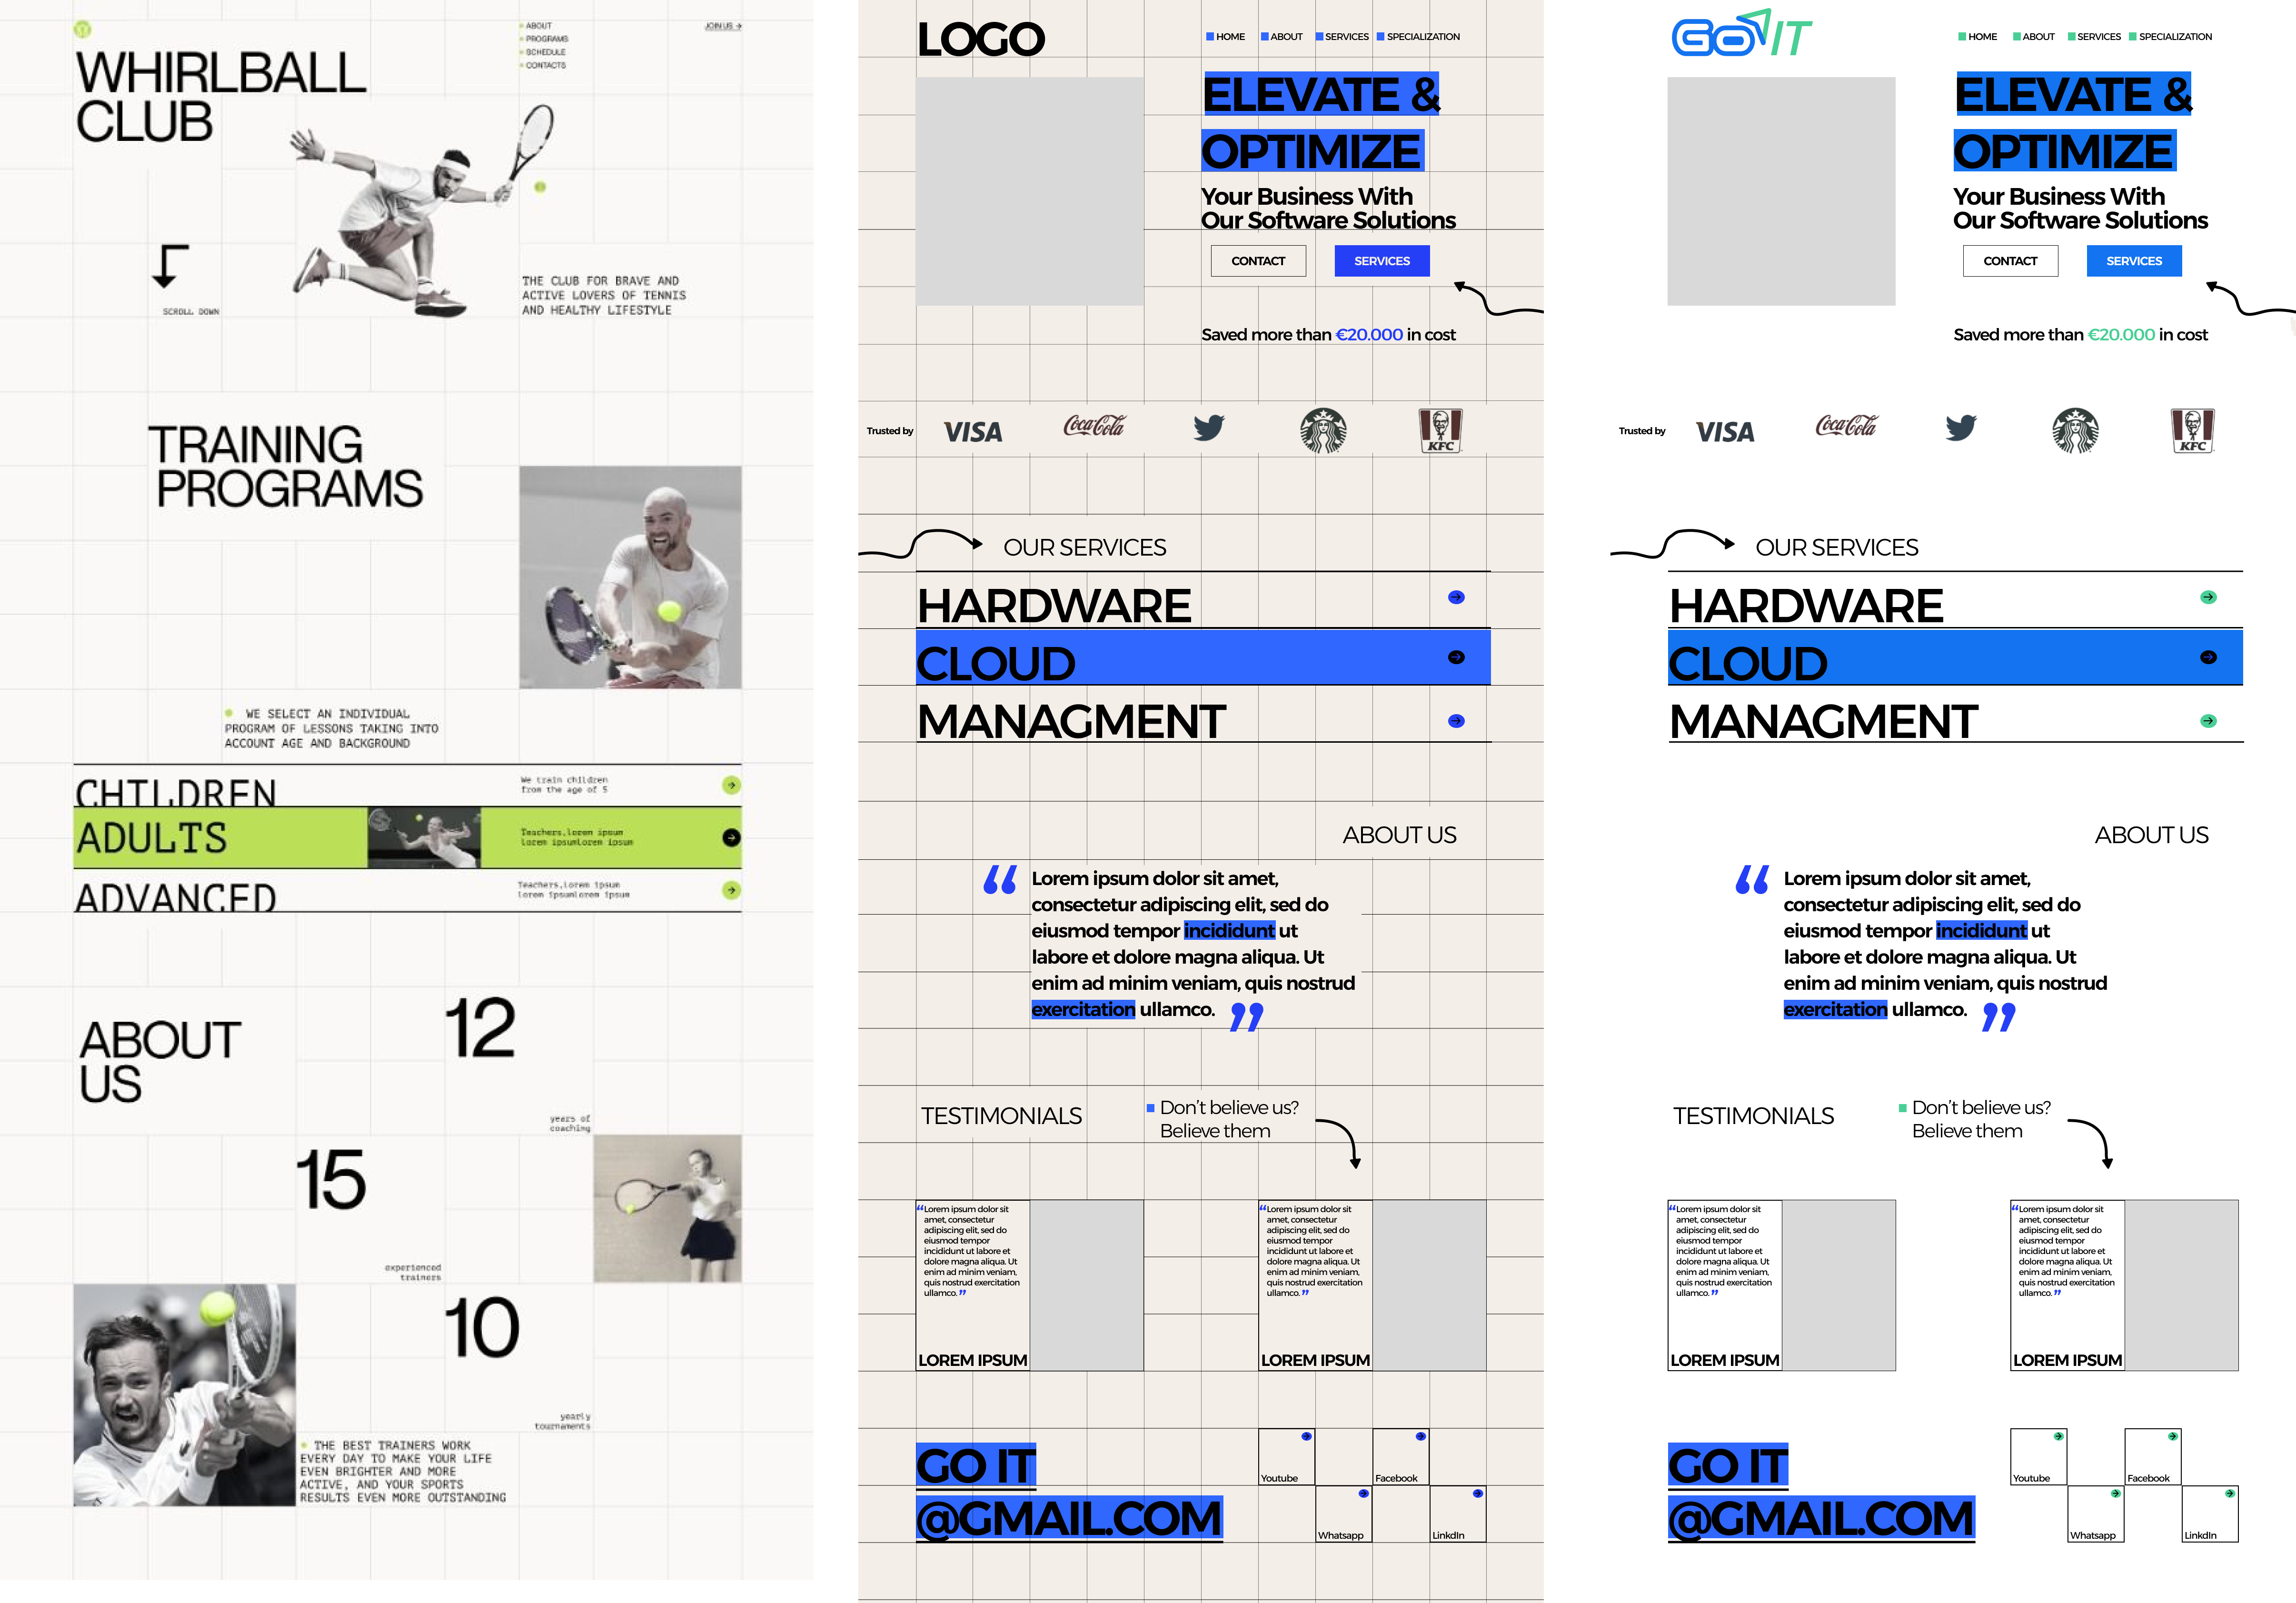 ABOUT
PROGRAMS
SCHEDULE
CONTACTS
JOIN US →
WHIRLBALL
CLUB
SCROLL DOWN
THE CLUB FOR BRAVE AND
ACTIVE LOVERS OF TENNIS
AND HEALTHY LIFESTYLE
TRAINING
PROGRAMS
WE SELECT AN INDIVIDUAL
PROGRAM OF LESSONS TAKING INTO
ACCOUNT AGE AND BACKGROUND
CHILDREN
We train children
from the age of 5
ADULTS
Teachers,lorem ipsum
lorem ipsumlorem ipsum
ADVANCED
Teachers,lorem ipsum
lorem ipsumlorem ipsum
ABOUT
US
12
years of
coaching
15
experienced
trainers
10
yearly
tournaments
THE BEST TRAINERS WORK
EVERY DAY TO MAKE YOUR LIFE
EVEN BRIGHTER AND MORE
ACTIVE, AND YOUR SPORTS
RESULTS EVEN MORE OUTSTANDING
LOGO
HOME ABOUT SERVICES SPECIALIZATION
ELEVATE &
OPTIMIZE
Your Business With
Our Software Solutions
CONTACT SERVICES
Saved more than €20.000 in cost
Trusted by VISA Coca-Cola KFC
OUR SERVICES
HARDWARE
CLOUD
MANAGMENT
ABOUT US
“ Lorem ipsum dolor sit amet,
consectetur adipiscing elit, sed do
eiusmod tempor incididunt ut
labore et dolore magna aliqua. Ut
enim ad minim veniam, quis nostrud
exercitation ullamco. ”
TESTIMONIALS
Don’t believe us?
Believe them
“Lorem ipsum dolor sit
amet, consectetur
adipiscing elit, sed do
eiusmod tempor
incididunt ut labore et
dolore magna aliqua. Ut
enim ad minim veniam,
quis nostrud exercitation
ullamco.”
LOREM IPSUM
“Lorem ipsum dolor sit
amet, consectetur
adipiscing elit, sed do
eiusmod tempor
incididunt ut labore et
dolore magna aliqua. Ut
enim ad minim veniam,
quis nostrud exercitation
ullamco.”
LOREM IPSUM
GO IT
@GMAIL.COM
Youtube
Facebook
Whatsapp
LinkdIn
GO IT
HOME ABOUT SERVICES SPECIALIZATION
ELEVATE &
OPTIMIZE
Your Business With
Our Software Solutions
CONTACT SERVICES
Saved more than €20.000 in cost
Trusted by VISA Coca-Cola KFC
OUR SERVICES
HARDWARE
CLOUD
MANAGMENT
ABOUT US
“ Lorem ipsum dolor sit amet,
consectetur adipiscing elit, sed do
eiusmod tempor incididunt ut
labore et dolore magna aliqua. Ut
enim ad minim veniam, quis nostrud
exercitation ullamco. ”
TESTIMONIALS
Don’t believe us?
Believe them
“Lorem ipsum dolor sit
amet, consectetur
adipiscing elit, sed do
eiusmod tempor
incididunt ut labore et
dolore magna aliqua. Ut
enim ad minim veniam,
quis nostrud exercitation
ullamco.”
LOREM IPSUM
“Lorem ipsum dolor sit
amet, consectetur
adipiscing elit, sed do
eiusmod tempor
incididunt ut labore et
dolore magna aliqua. Ut
enim ad minim veniam,
quis nostrud exercitation
ullamco.”
LOREM IPSUM
GO IT
@GMAIL.COM
Youtube
Facebook
Whatsapp
LinkdIn